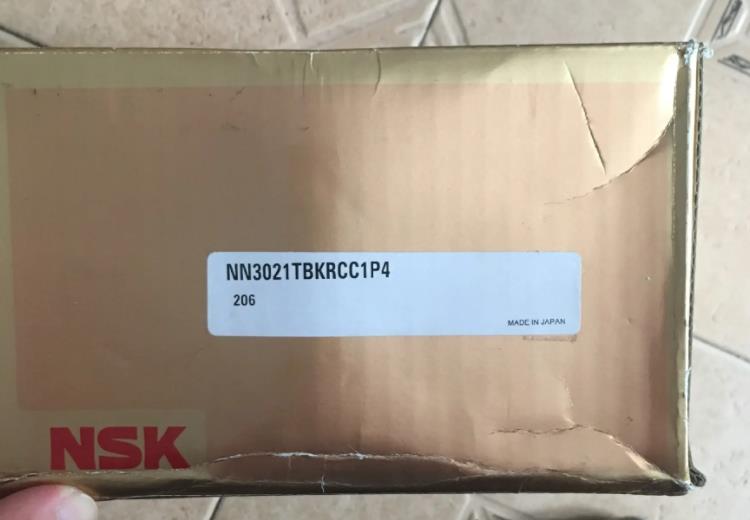 NN3021TBKRCC1P4
206
MADE IN JAPAN
NSK